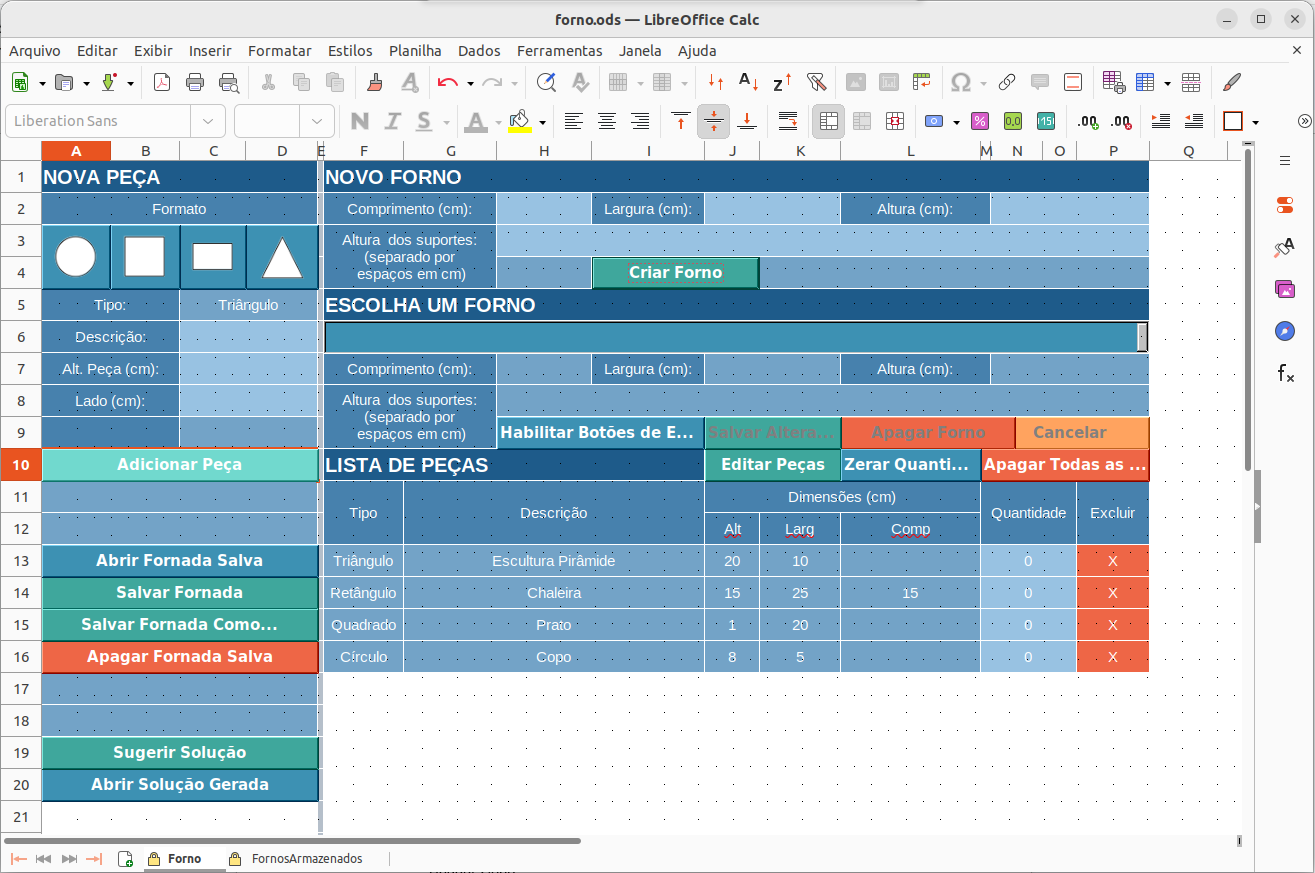 forno.ods — LibreOffice Calc
Arquivo Editar Exibir Inserir Formatar Estilos Planilha Dados Ferramentas Janela Ajuda
Liberation Sans
A B C D E F G H I J K L M N O P Q
1 NOVA PEÇA NOVO FORNO
2 Formato Comprimento (cm): Largura (cm): Altura (cm):
3 Altura dos suportes:
(separado por
4 espaços em cm) Criar Forno
5 Tipo: Triângulo ESCOLHA UM FORNO
6 Descrição:
7 Alt. Peça (cm): Comprimento (cm): Largura (cm): Altura (cm):
8 Lado (cm): Altura dos suportes:
(separado por
9 espaços em cm) Habilitar Botões de E... Salvar Altera... Apagar Forno Cancelar
10 Adicionar Peça LISTA DE PEÇAS Editar Peças Zerar Quanti... Apagar Todas as ...
11 Dimensões (cm)
Tipo Descrição Quantidade Excluir
12 Alt Larg Comp
13 Abrir Fornada Salva Triângulo Escultura Pirâmide 20 10 0 X
14 Salvar Fornada Retângulo Chaleira 15 25 15 0 X
15 Salvar Fornada Como... Quadrado Prato 1 20 0 X
16 Apagar Fornada Salva Círculo Copo 8 5 0 X
17
18
19 Sugerir Solução
20 Abrir Solução Gerada
21
Forno FornosArmazenados